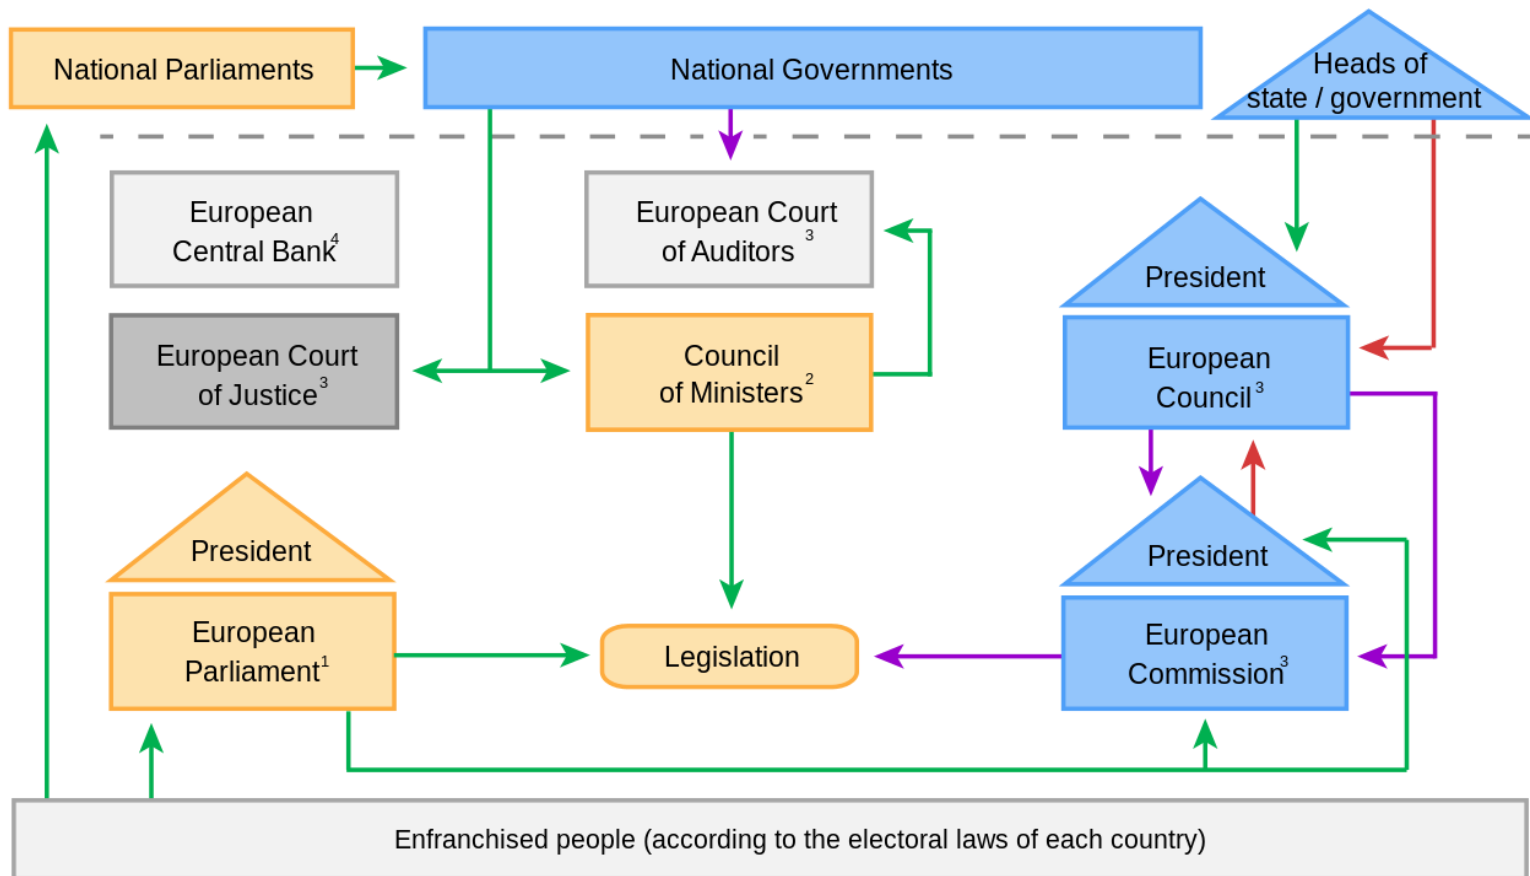 National Parliaments
National Governments
Heads of
state / government
European
Central Bank4
European Court
of Auditors 3
President
European Court
of Justice3
Council
of Ministers2
European
Council 3
President
President
European
Parliament1
Legislation
European
Commission3
Enfranchised people (according to the electoral laws of each country)